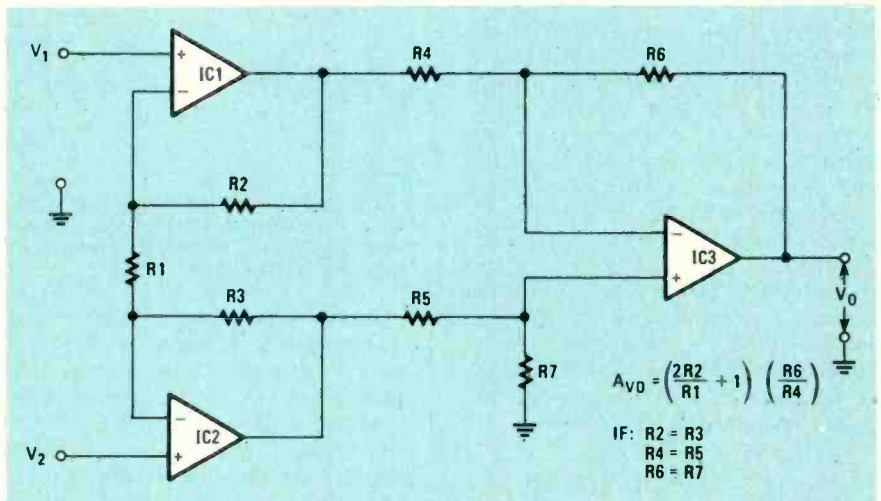 V1
IC1
+
−
R4
R6
R2
R1
R3
R5
IC3
−
+
V0
R7
IC2
−
+
V2
AVD = (2R2/R1 + 1) (R6/R4)
IF: R2 = R3
R4 = R5
R6 = R7